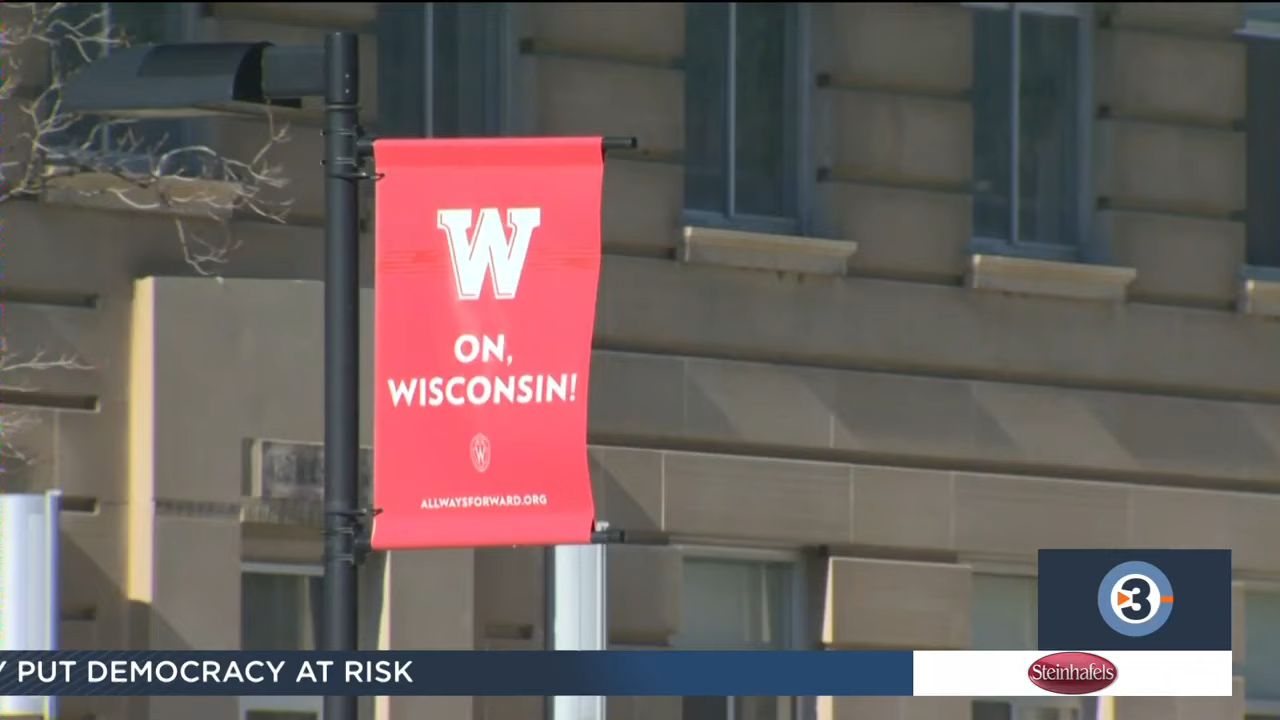 W
ON,
WISCONSIN!
W
ALLWAYSFORWARD.ORG
3
PUT DEMOCRACY AT RISK
Steinhafels